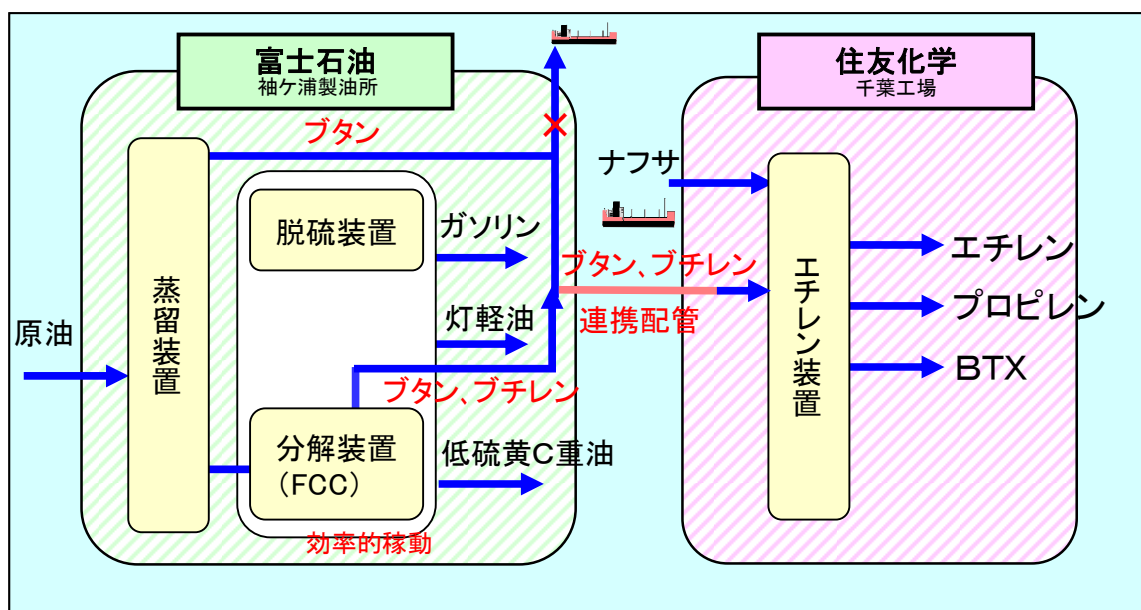 富士石油
袖ケ浦製油所
住友化学
千葉工場
ブタン
ナフサ
脱硫装置
ガソリン
ブタン、ブチレン
エチレン
蒸留装置
エチレン装置
プロピレン
原油
灯軽油
連携配管
BTX
ブタン、ブチレン
分解装置
（FCC）
低硫黄C重油
効率的稼動